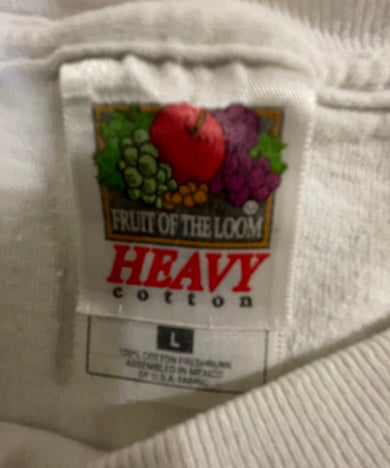 FRUIT OF THE LOOM®
HEAVY
cotton
L
100% COTTON PRESHRUNK
ASSEMBLED IN MEXICO
OF U.S.A. FABRIC